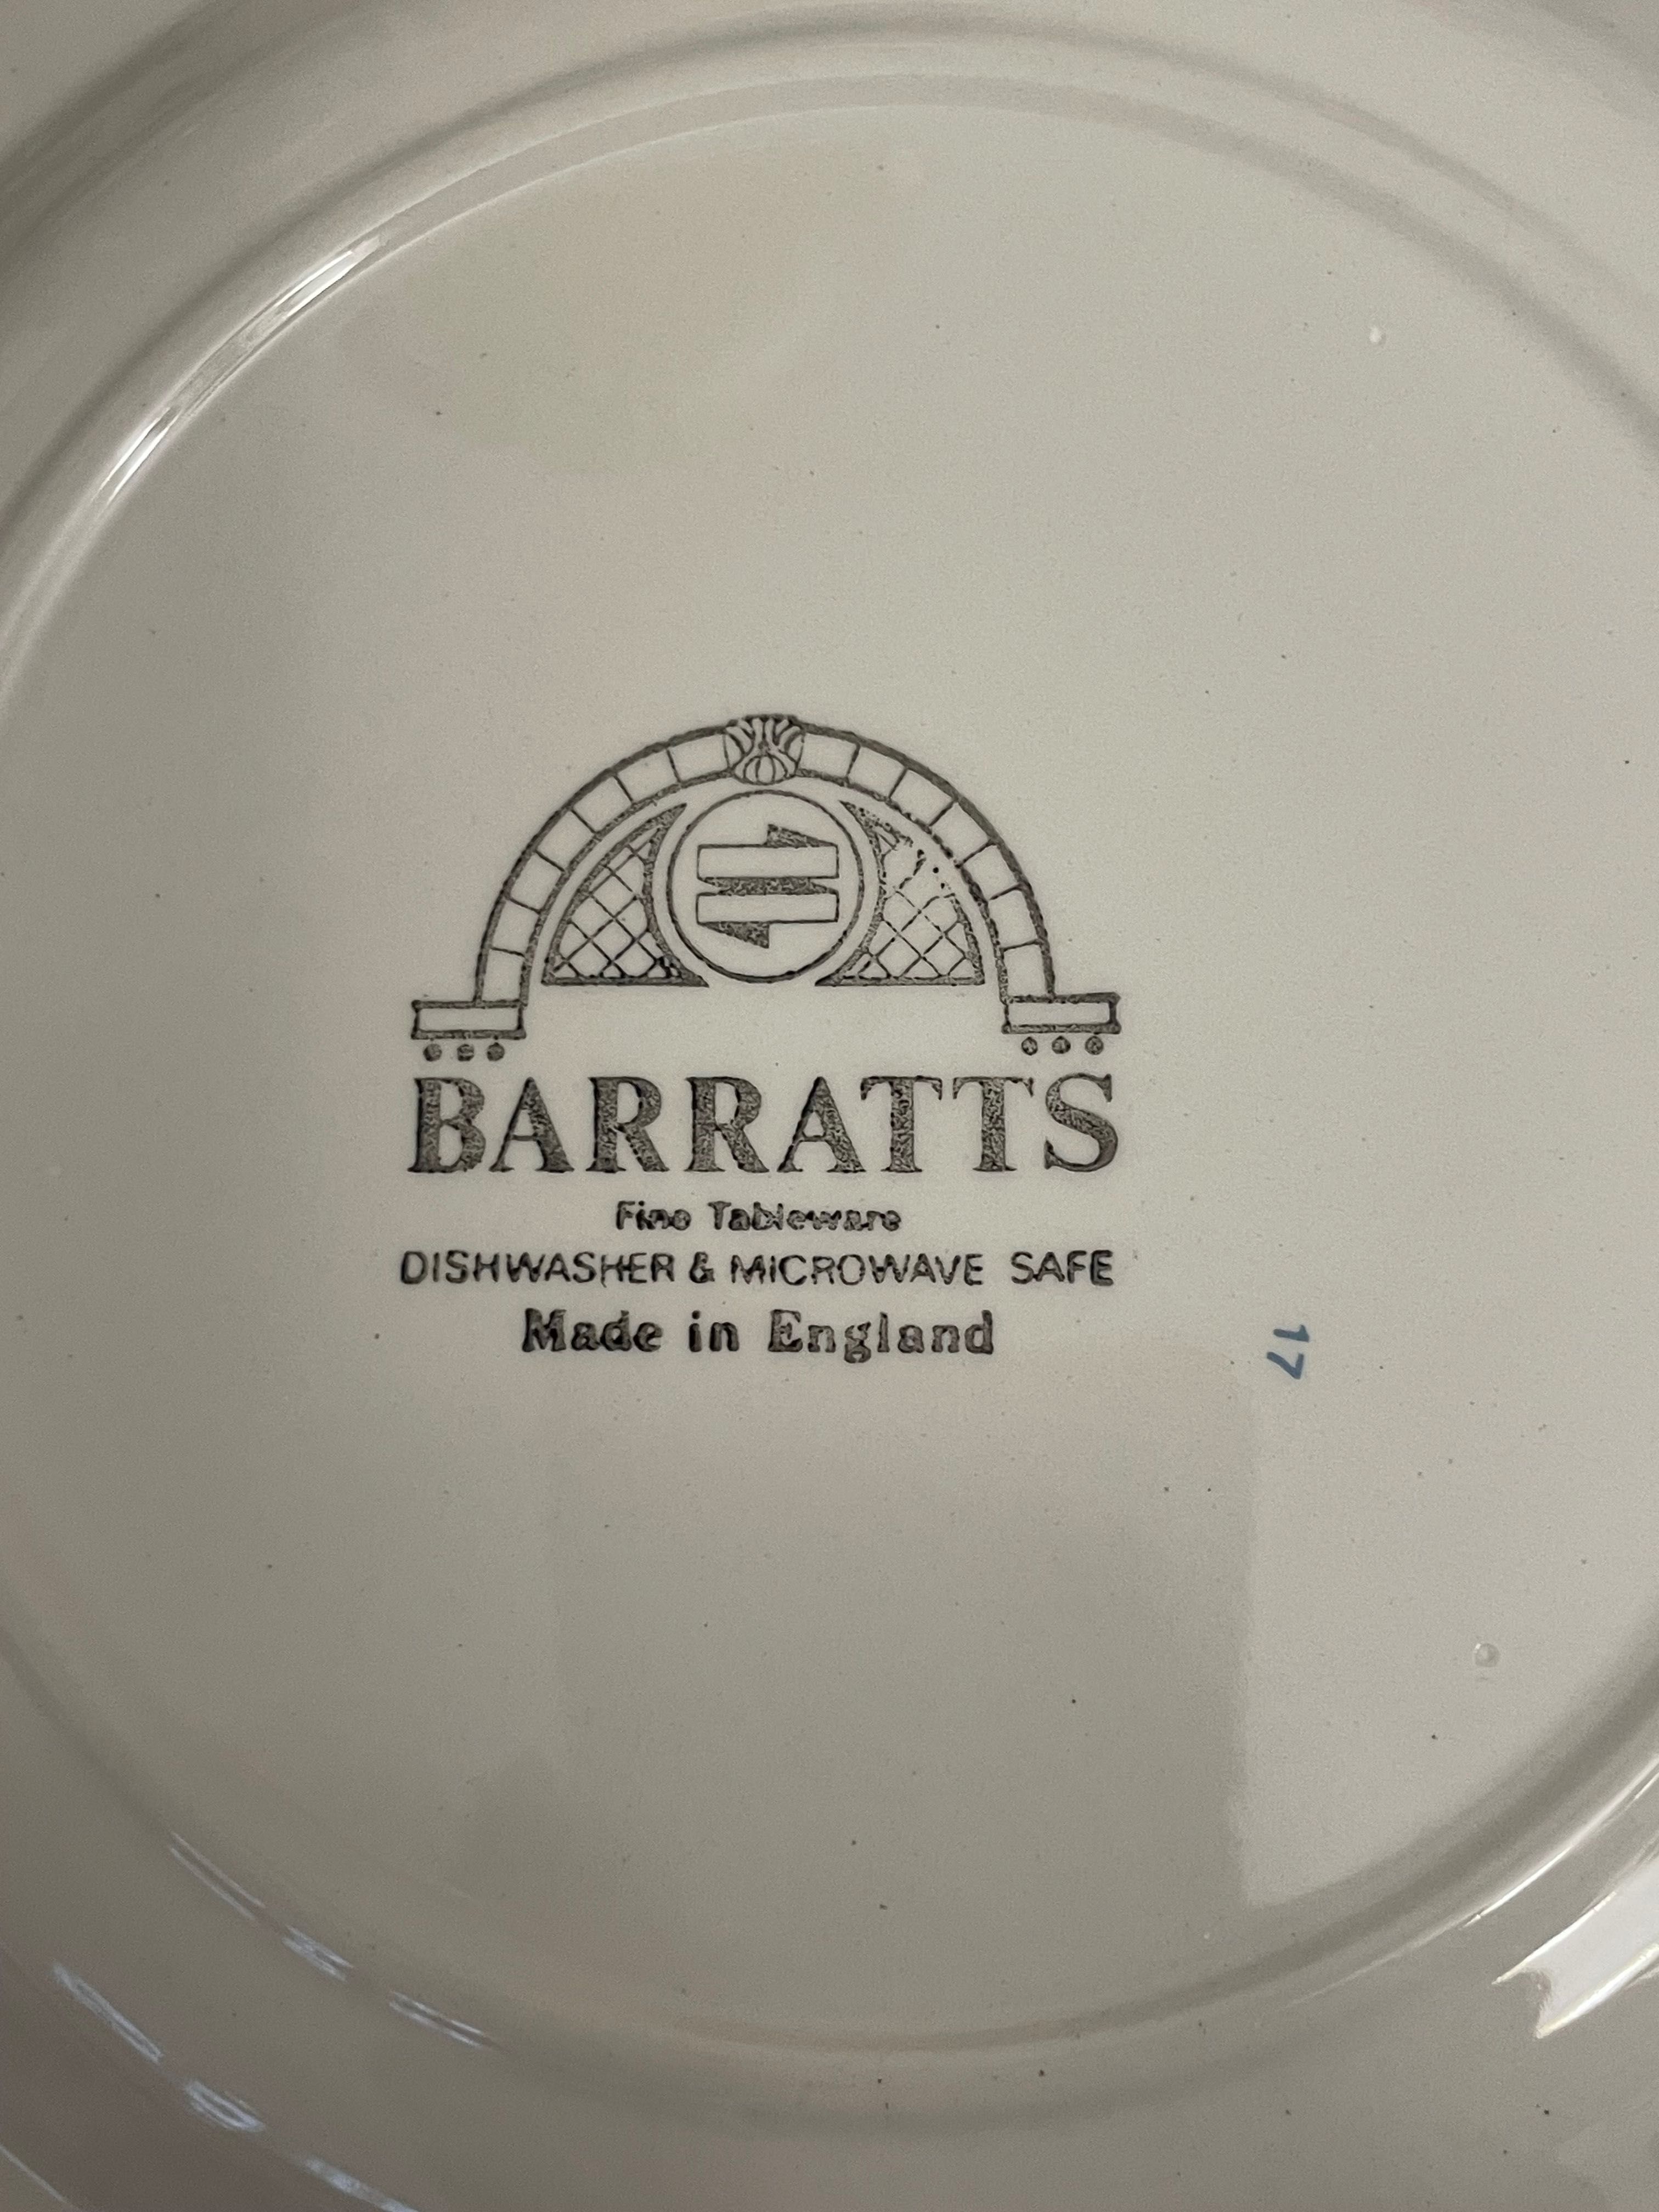 BARRATTS
Fine Tableware
DISHWASHER & MICROWAVE SAFE
Made in England
17